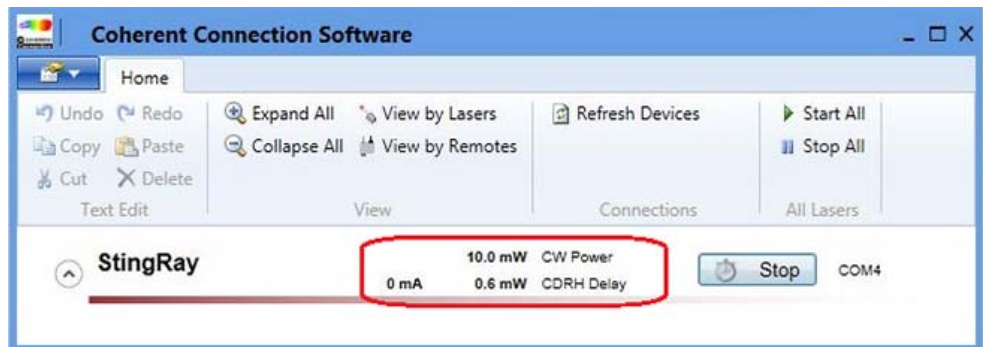 Coherent Connection Software
Home
Undo Redo
Copy Paste
Cut Delete
Text Edit
Expand All View by Lasers
Collapse All View by Remotes
View
Refresh Devices
Connections
Start All
Stop All
All Lasers
StingRay
10.0 mW CW Power
0 mA 0.6 mW CDRH Delay
Stop COM4